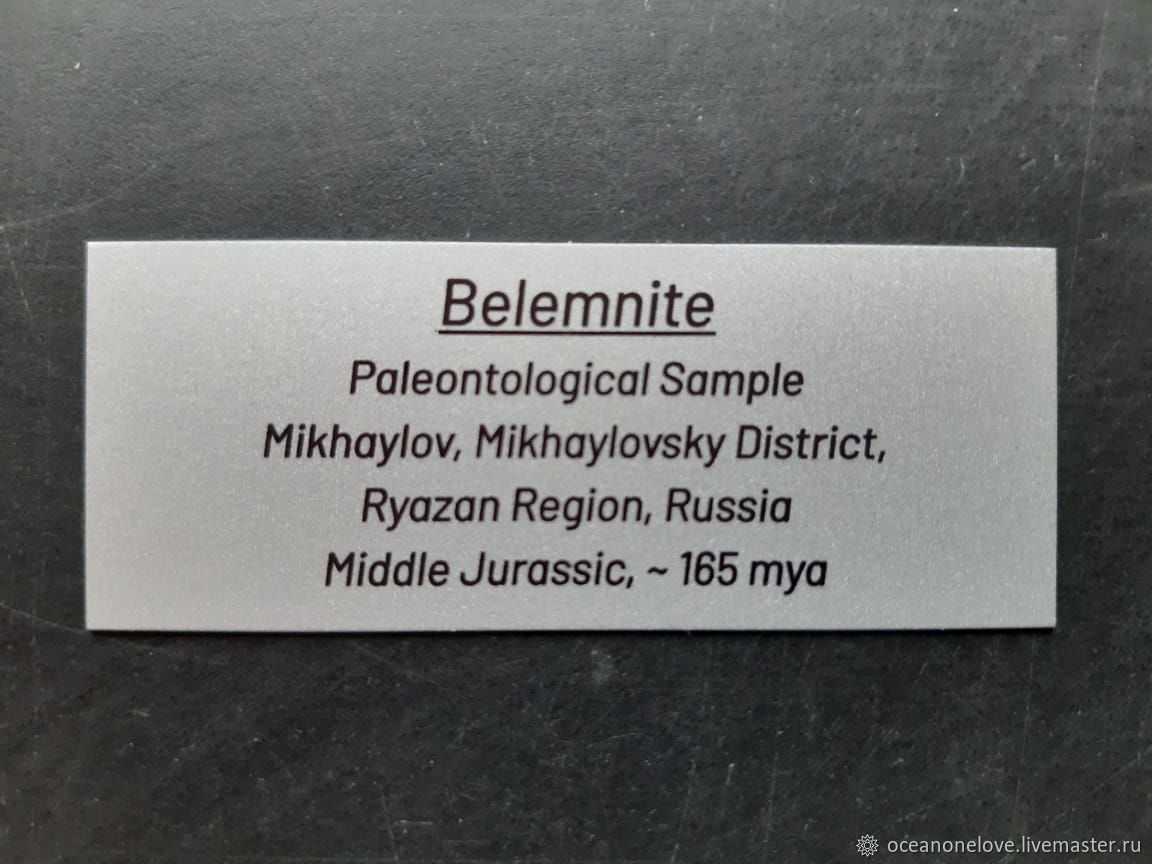 Belemnite
Paleontological Sample
Mikhaylov, Mikhaylovsky District,
Ryazan Region, Russia
Middle Jurassic, ~ 165 mya
oceanonelove.livemaster.ru